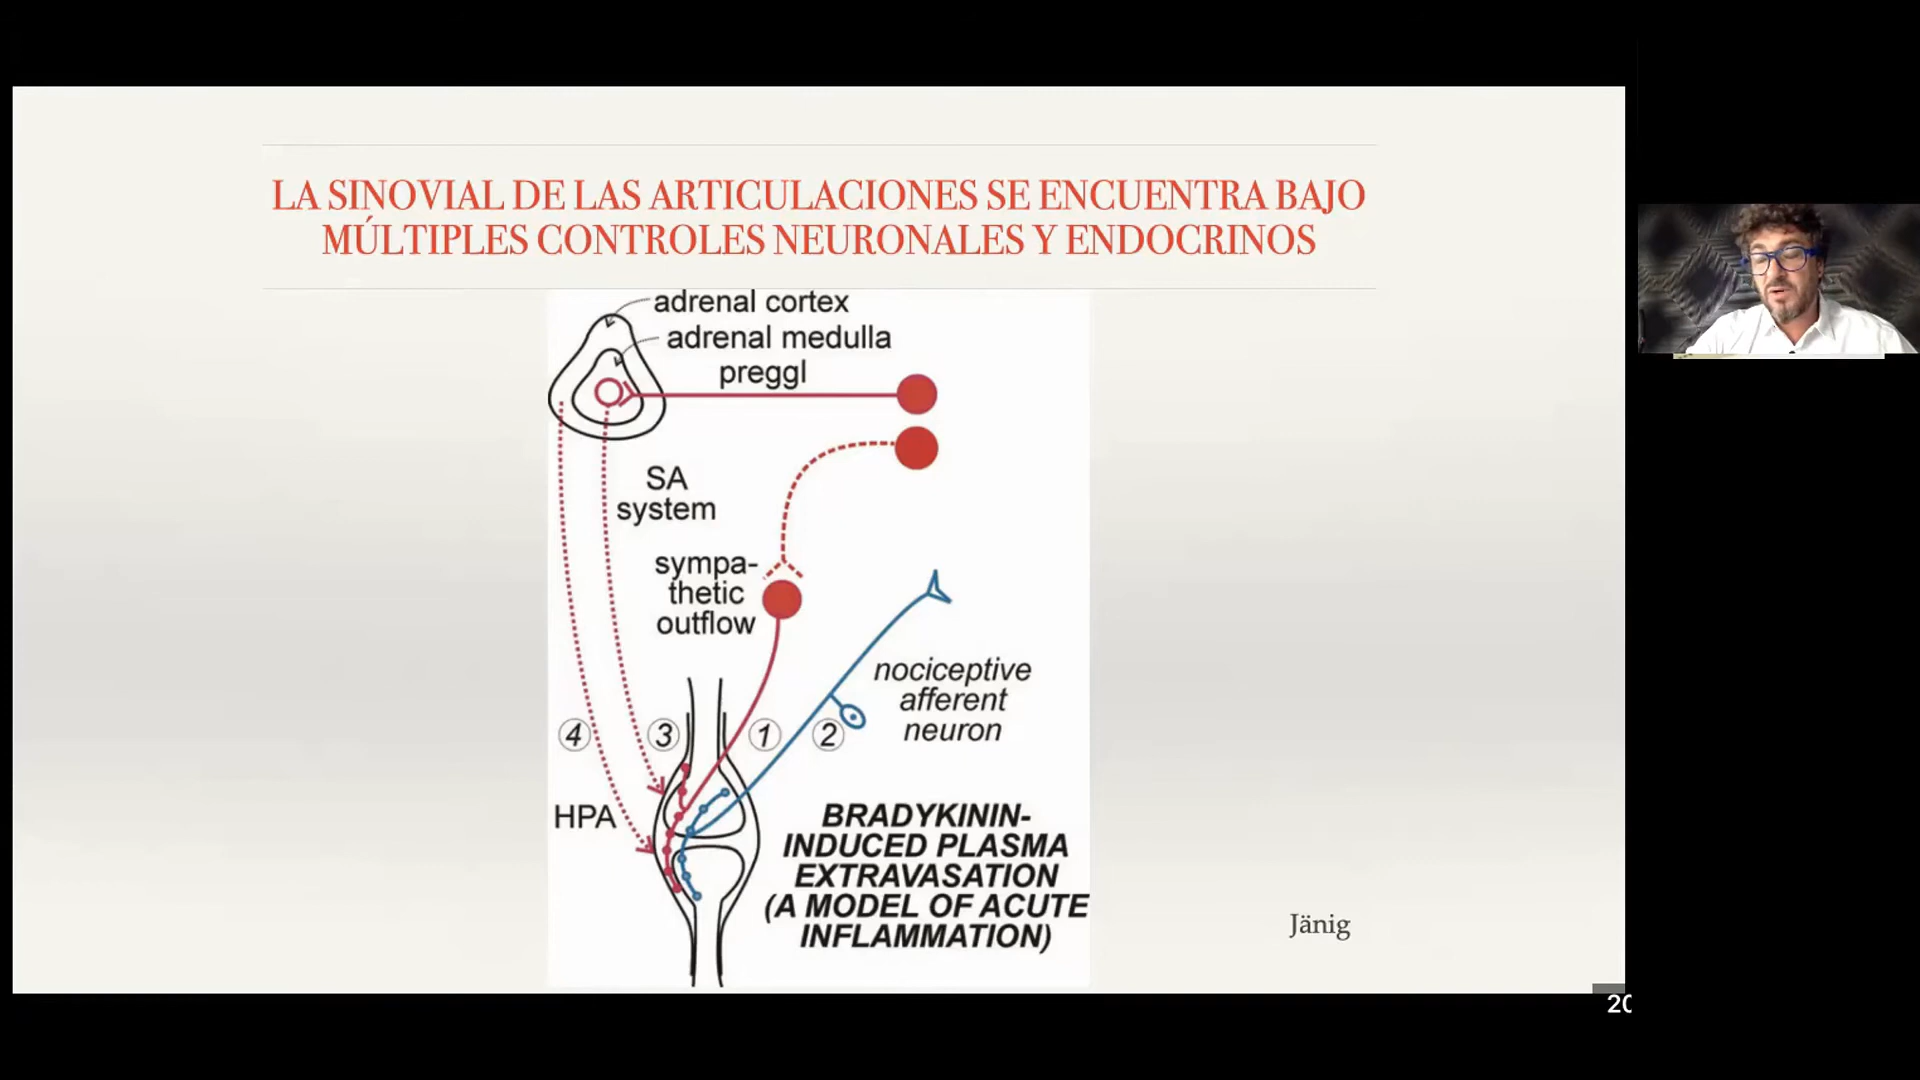 LA SINOVIAL DE LAS ARTICULACIONES SE ENCUENTRA BAJO
MÚLTIPLES CONTROLES NEURONALES Y ENDOCRINOS
adrenal cortex
adrenal medulla
preggl
SA
system
sympa-
thetic
outflow
nociceptive
afferent
neuron
4
3
1
2
HPA
BRADYKININ-
INDUCED PLASMA
EXTRAVASATION
(A MODEL OF ACUTE
INFLAMMATION)
Jänig
20